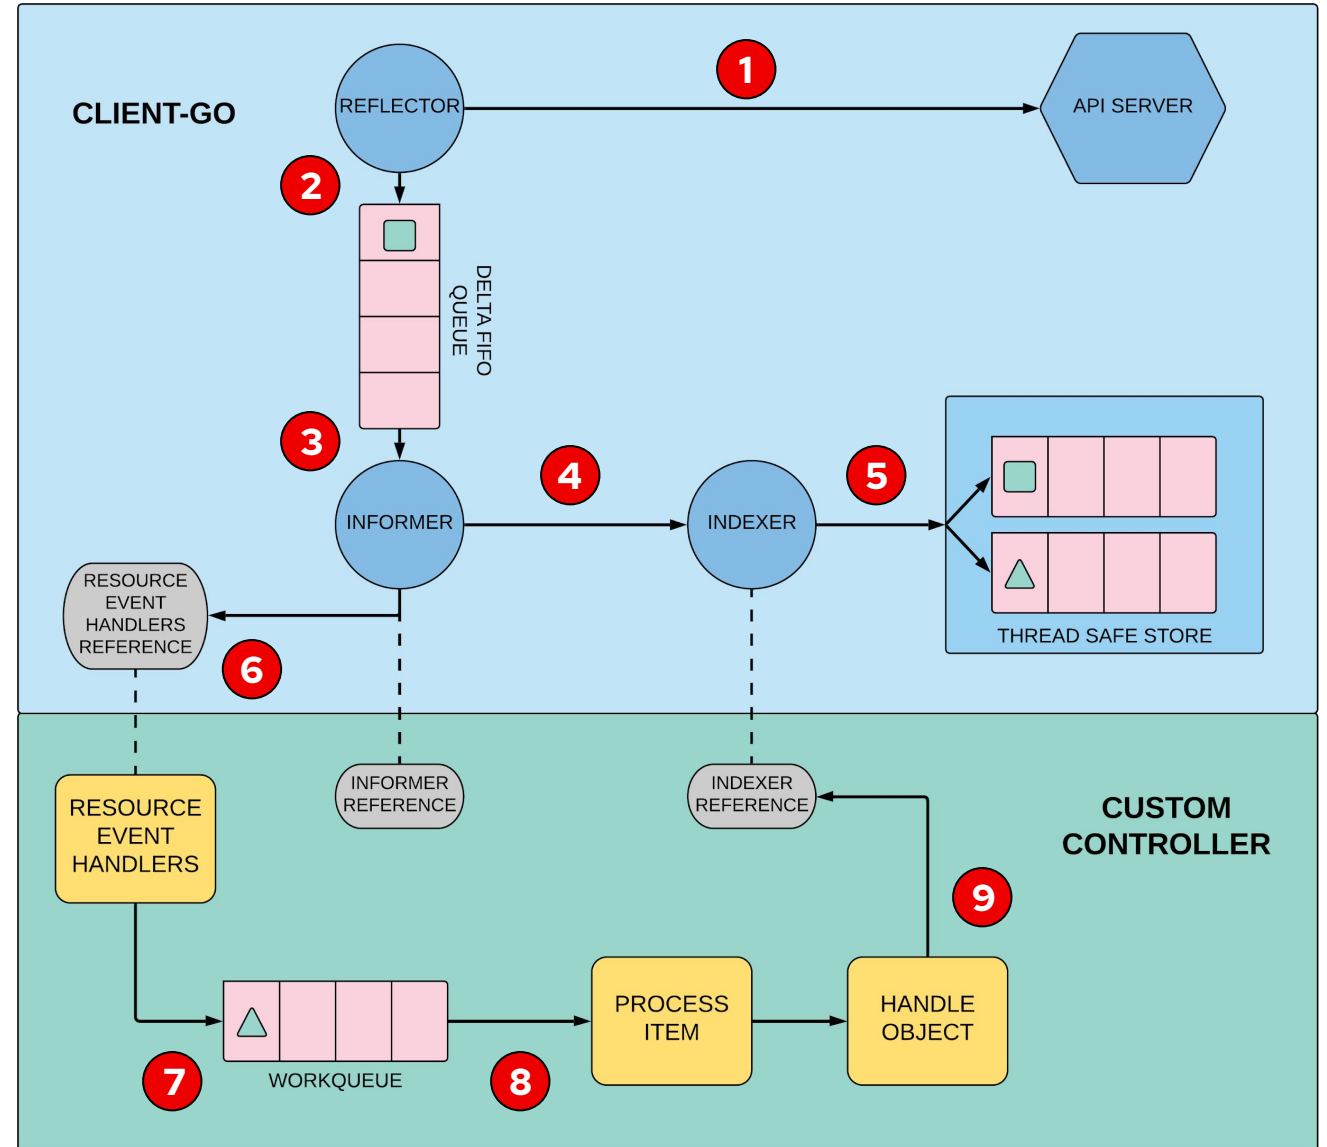 1
REFLECTOR
API SERVER
CLIENT-GO
2
DELTA FIFO
QUEUE
3
4
5
INFORMER
INDEXER
THREAD SAFE STORE
RESOURCE
EVENT
HANDLERS
REFERENCE
6
RESOURCE
EVENT
HANDLERS
INFORMER
REFERENCE
INDEXER
REFERENCE
CUSTOM
CONTROLLER
9
PROCESS
ITEM
HANDLE
OBJECT
7
WORKQUEUE
8